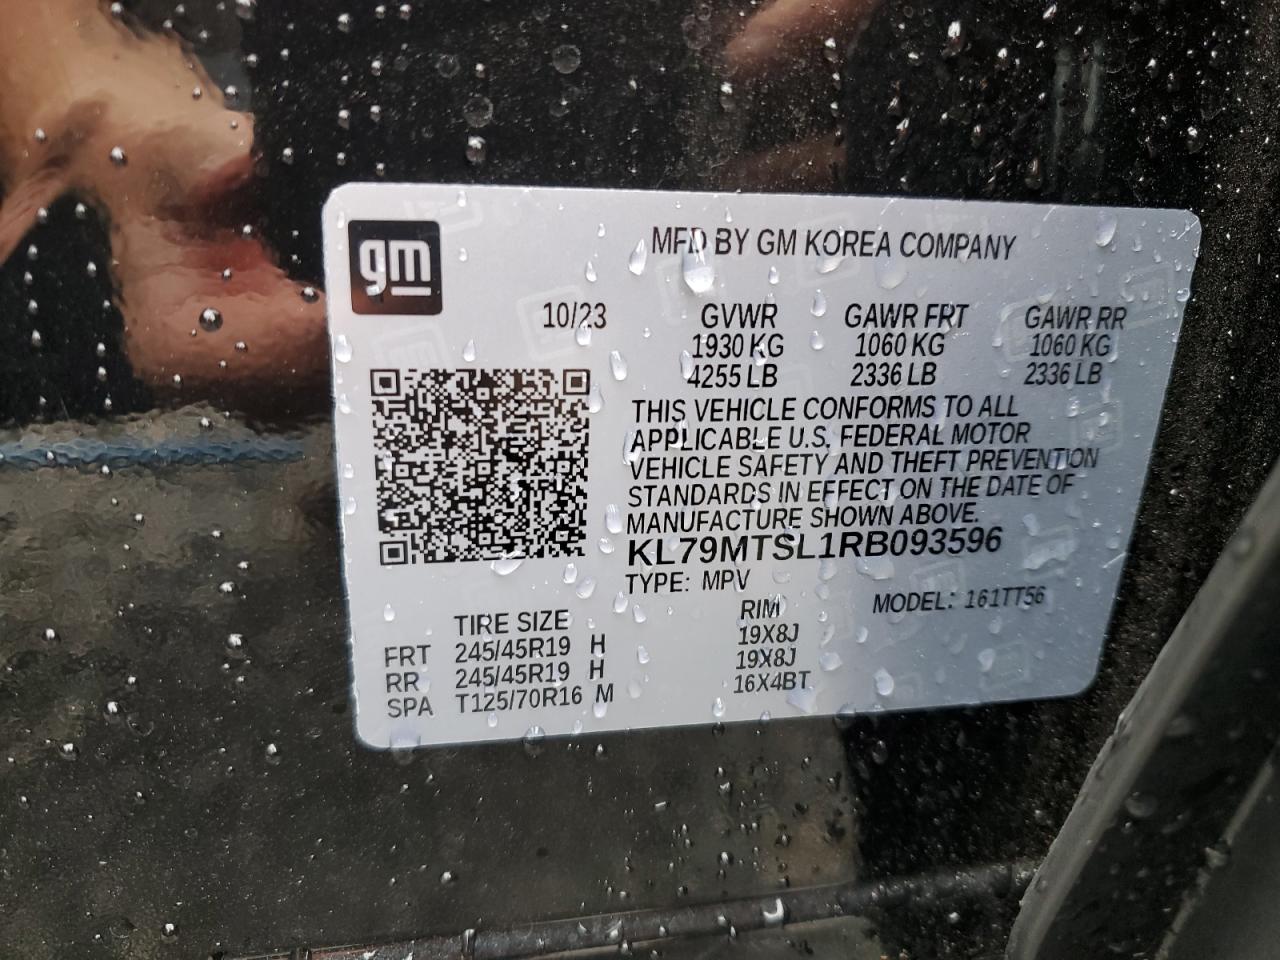 gm
MFD BY GM KOREA COMPANY
10/23 GVWR GAWR FRT GAWR RR
1930 KG 1060 KG 1060 KG
4255 LB 2336 LB 2336 LB
THIS VEHICLE CONFORMS TO ALL
APPLICABLE U.S. FEDERAL MOTOR
VEHICLE SAFETY AND THEFT PREVENTION
STANDARDS IN EFFECT ON THE DATE OF
MANUFACTURE SHOWN ABOVE.
KL79MTSL1RB093596
TYPE: MPV
MODEL: 161TT56
TIRE SIZE RIM
FRT 245/45R19 H 19X8J
RR 245/45R19 H 19X8J
SPA T125/70R16 M 16X4BT